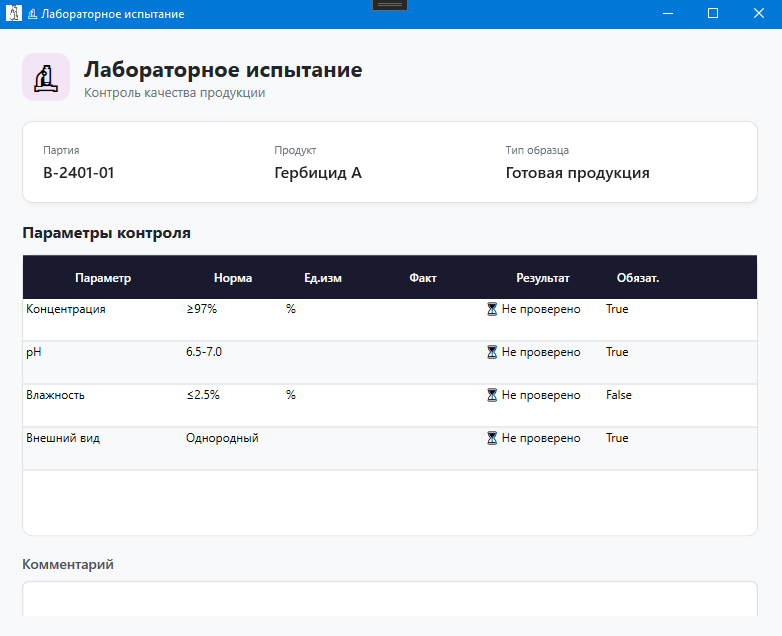 Лабораторное испытание
Лабораторное испытание
Контроль качества продукции
Партия Продукт Тип образца
B-2401-01 Гербицид А Готовая продукция
Параметры контроля
Параметр Норма Ед.изм Факт Результат Обязат.
Концентрация ≥97% % ⌛ Не проверено True
pH 6.5-7.0 ⌛ Не проверено True
Влажность ≤2.5% % ⌛ Не проверено False
Внешний вид Однородный ⌛ Не проверено True
Комментарий